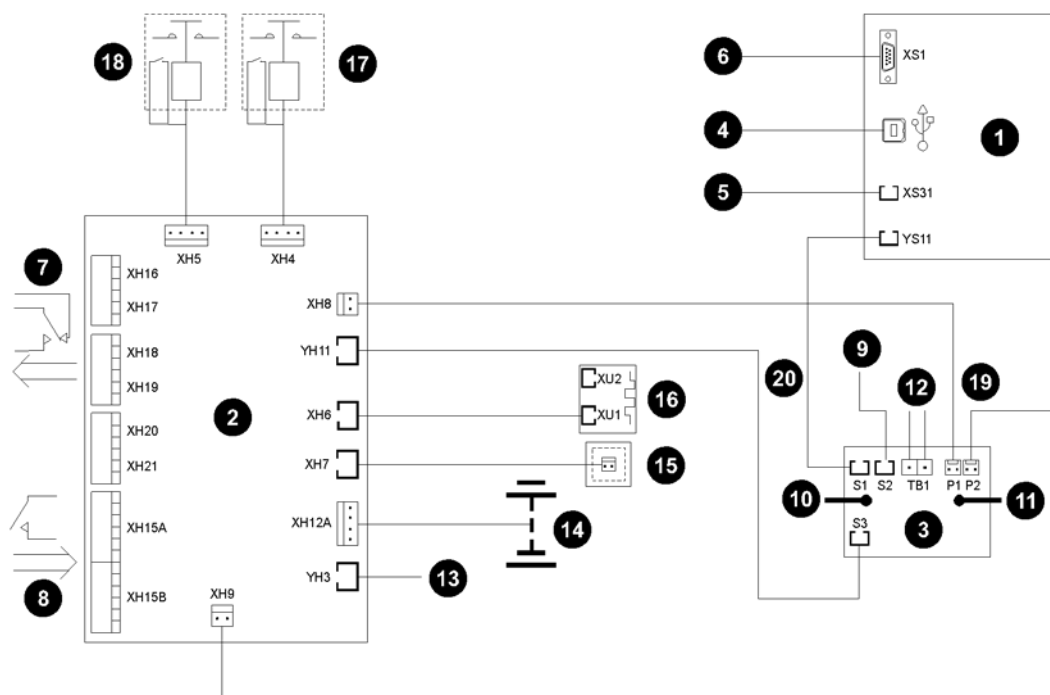 18
17
6
XS1
4
1
5
XS31
YS11
XH5
XH4
7
XH16
XH17
XH8
XH18
YH11
XH19
20
9
12
19
2
XH6
XU2
XU1
16
XH20
XH21
XH7
15
S1
S2
TB1
P1
P2
10
11
XH15A
XH12A
14
S3
3
8
XH15B
YH3
13
XH9